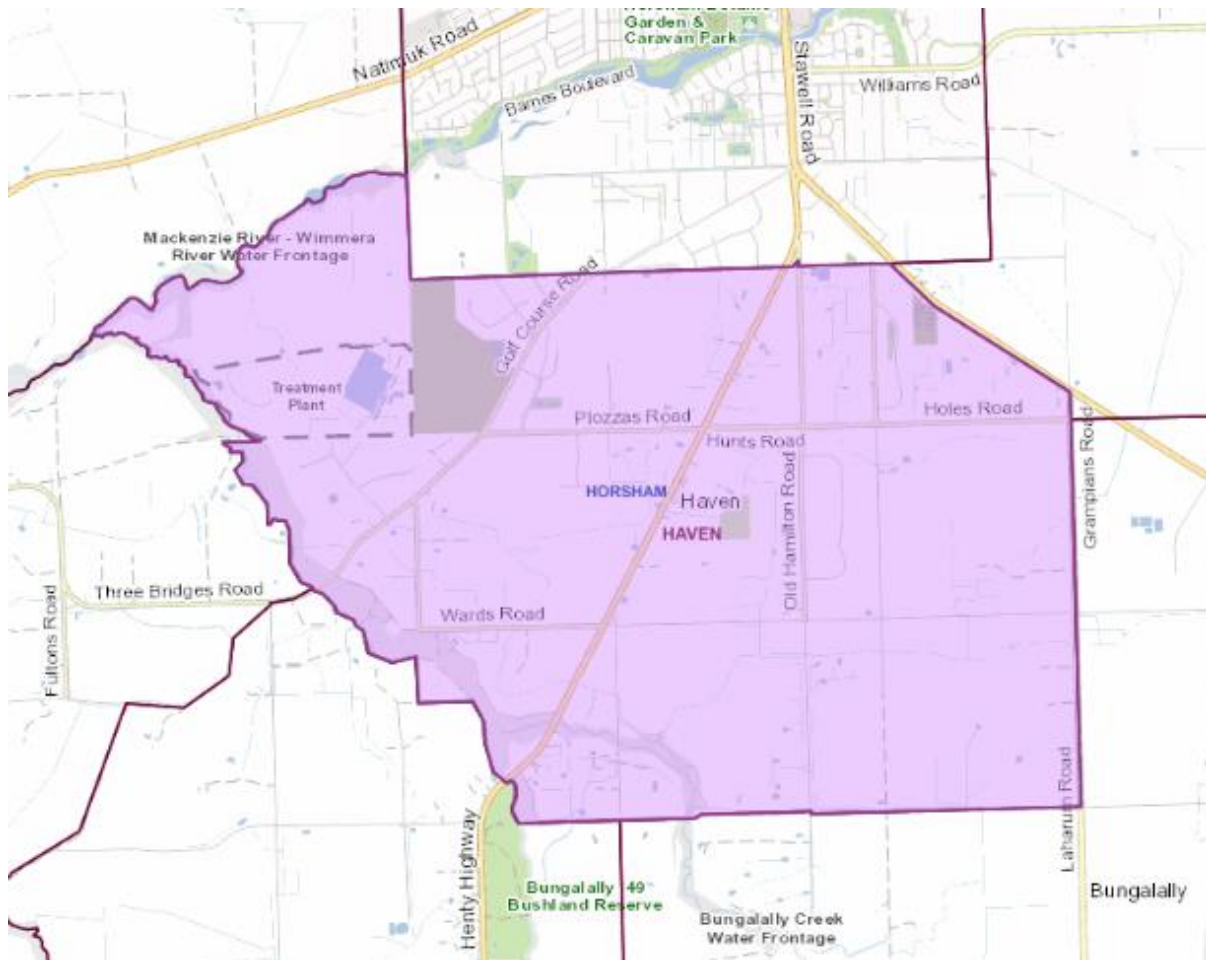 Garden &
Caravan Park
Natimuk Road
Barnes Boulevard
Stawell Road
Williams Road
Mackenzie River - Wimmera
River Water Frontage
Golf Course Road
Treatment
Plant
Plozzas Road
Holes Road
Hunts Road
Grampians Road
HORSHAM
Haven
HAVEN
Old Hamilton Road
Three Bridges Road
Fultons Road
Wards Road
Laharum Road
Henty Highway
Bungalally 49
Bushland Reserve
Bungalally
Bungalally Creek
Water Frontage